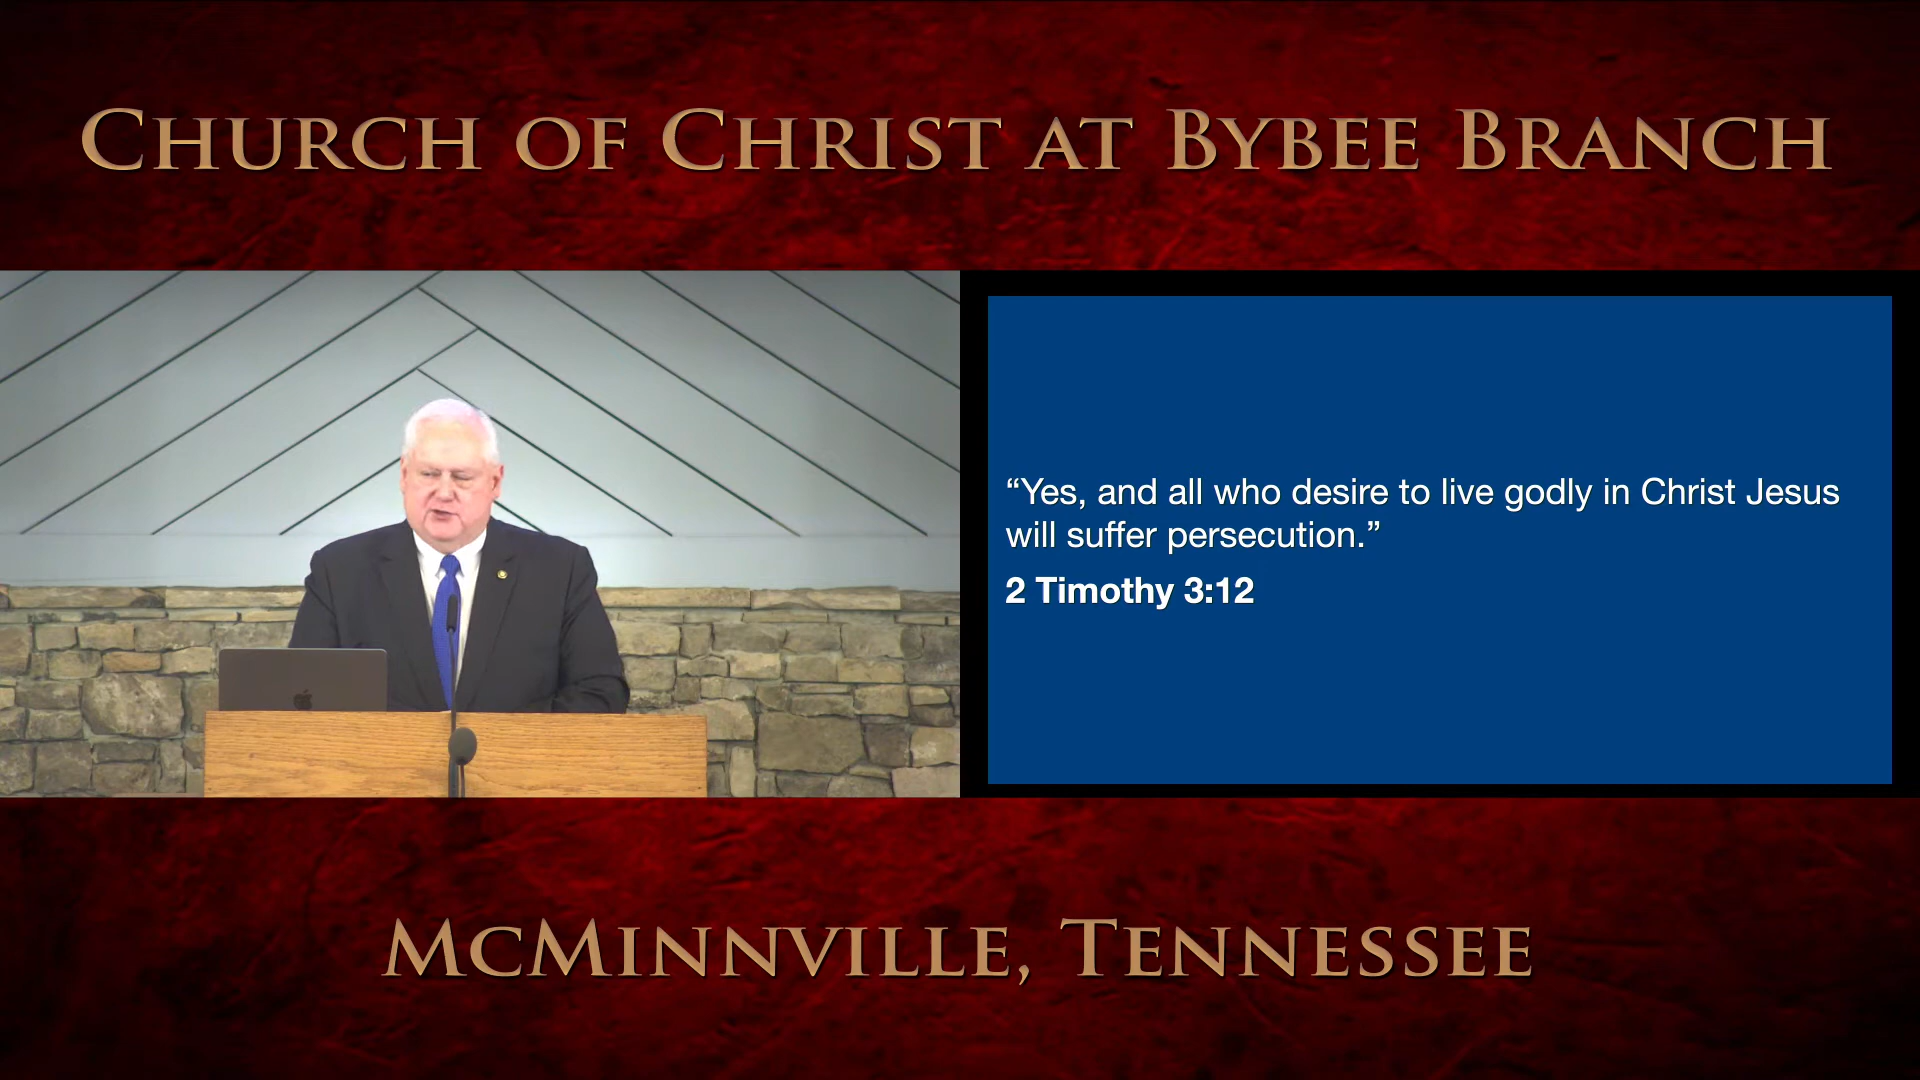 Church of Christ at Bybee Branch
“Yes, and all who desire to live godly in Christ Jesus
will suffer persecution.”
2 Timothy 3:12
McMinnville, Tennessee